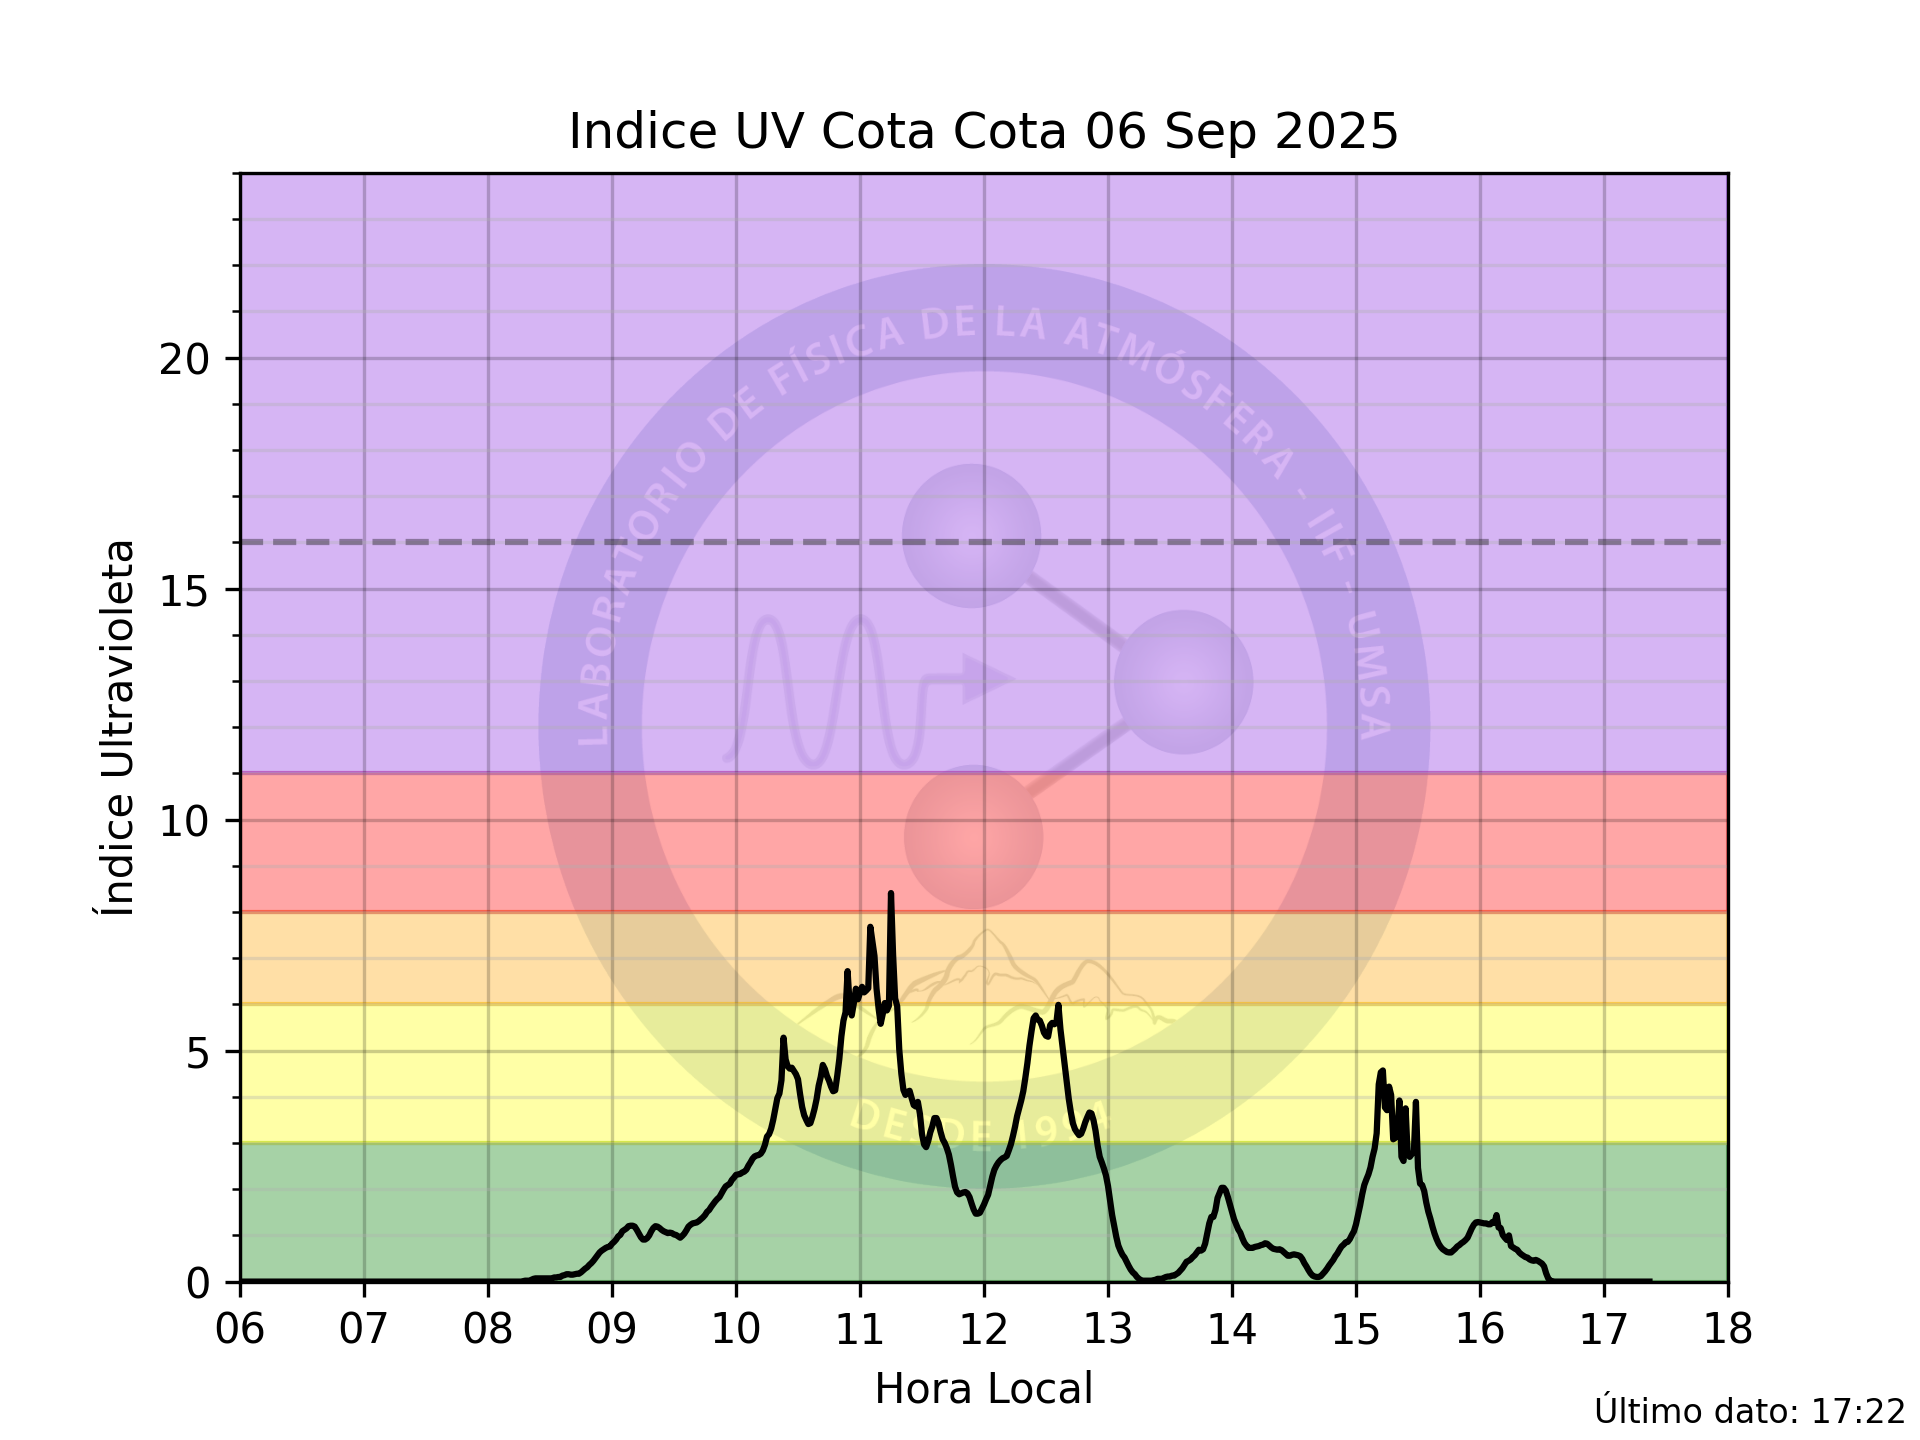 Indice UV Cota Cota 06 Sep 2025
20
15
10
5
0
Índice Ultravioleta
LABORATORIO DE FÍSICA DE LA ATMÓSFERA - IIF - UMSA
DESDE 1994
06 07 08 09 10 11 12 13 14 15 16 17 18
Hora Local
Último dato: 17:22